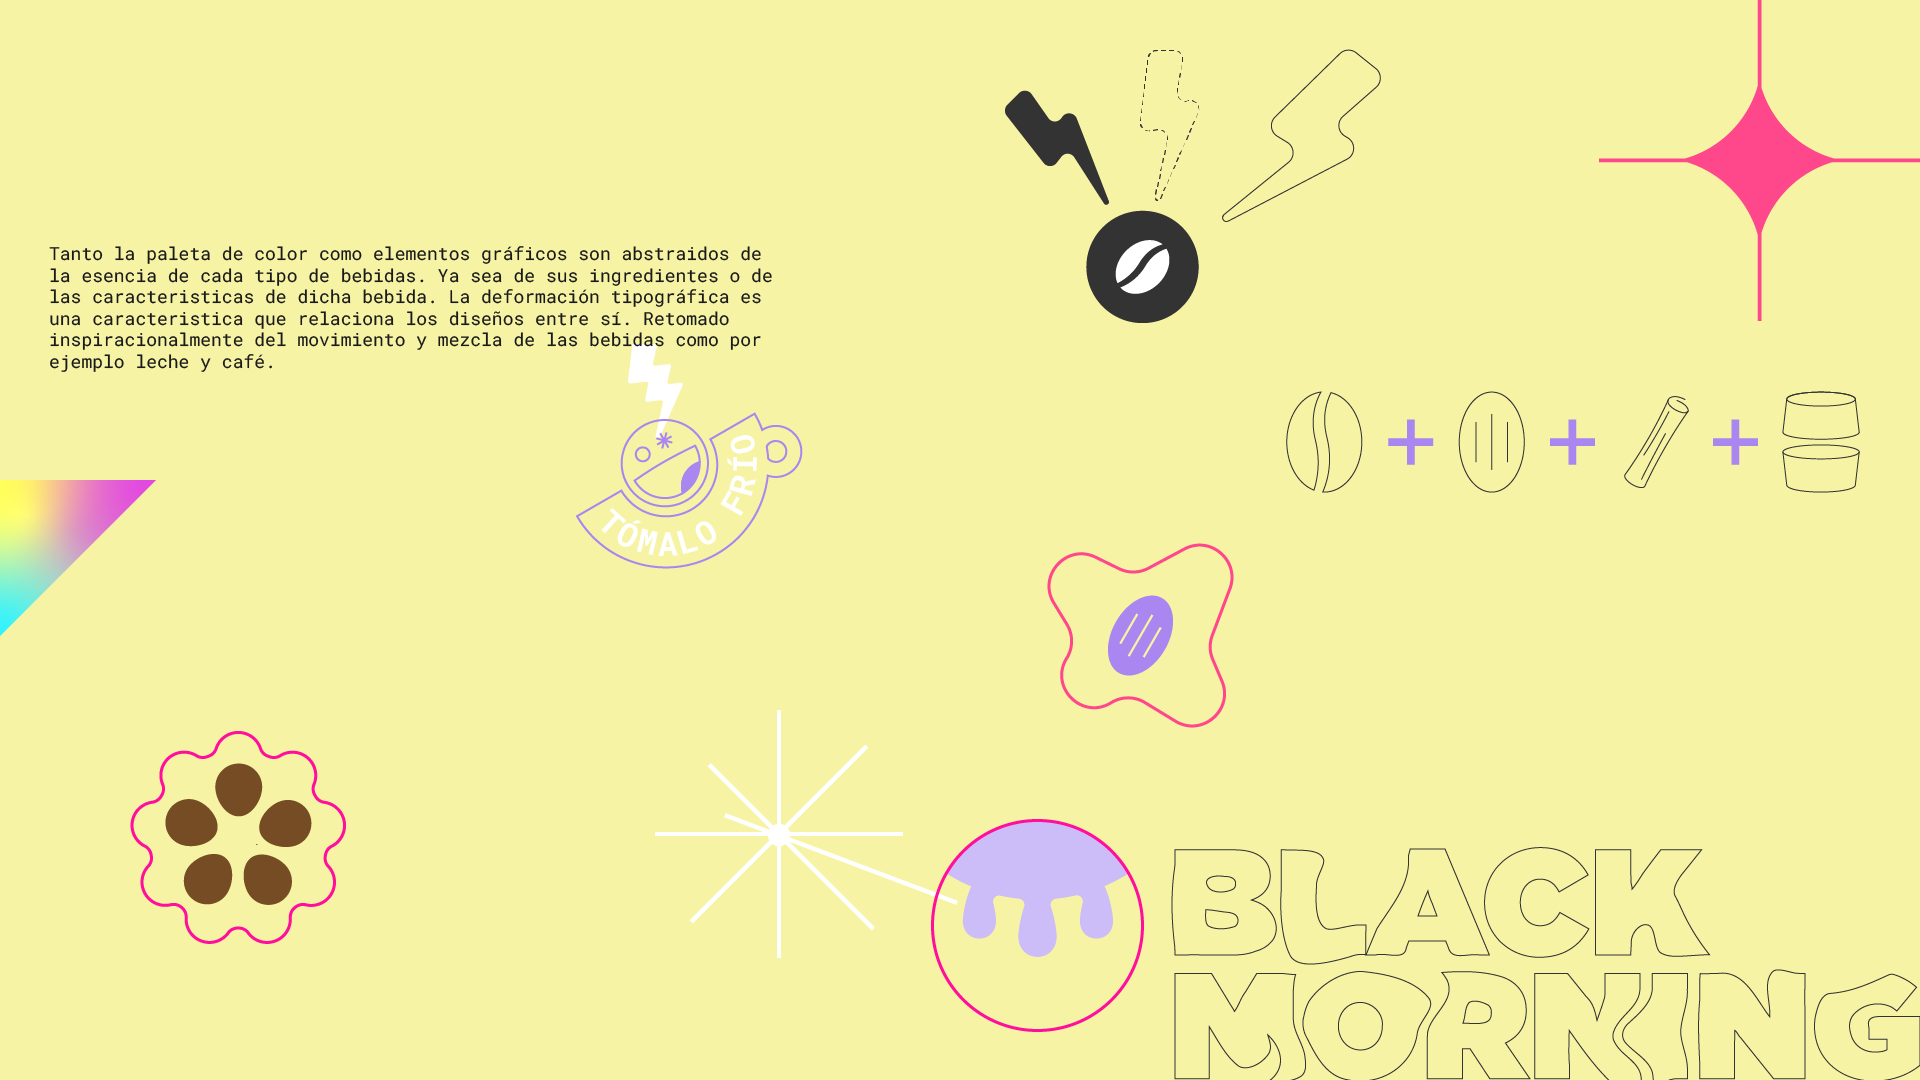 Tanto la paleta de color como elementos gráficos son abstraidos de
la esencia de cada tipo de bebidas. Ya sea de sus ingredientes o de
las caracteristicas de dicha bebida. La deformación tipográfica es
una caracteristica que relaciona los diseños entre sí. Retomado
inspiracionalmente del movimiento y mezcla de las bebidas como por
ejemplo leche y café.
TÓMALO FRÍO
BLACK
MORNING